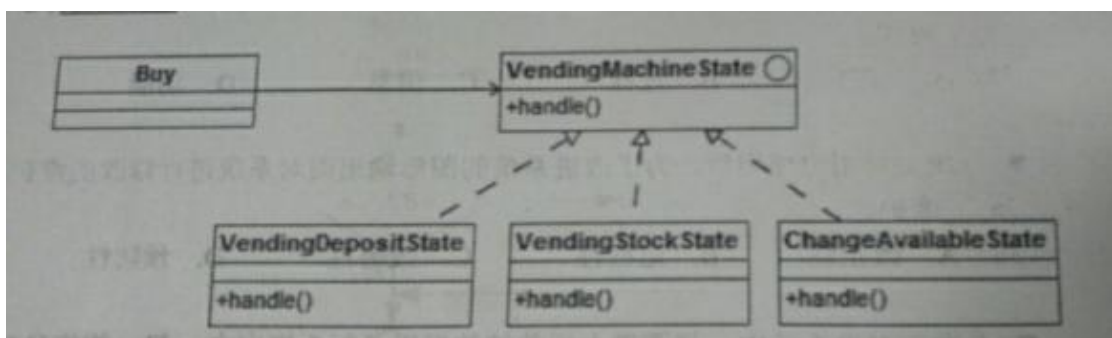 Buy
VendingMachineState
+handle()
VendingDepositState
VendingStockState
ChangeAvailableState
+handle()
+handle()
+handle()